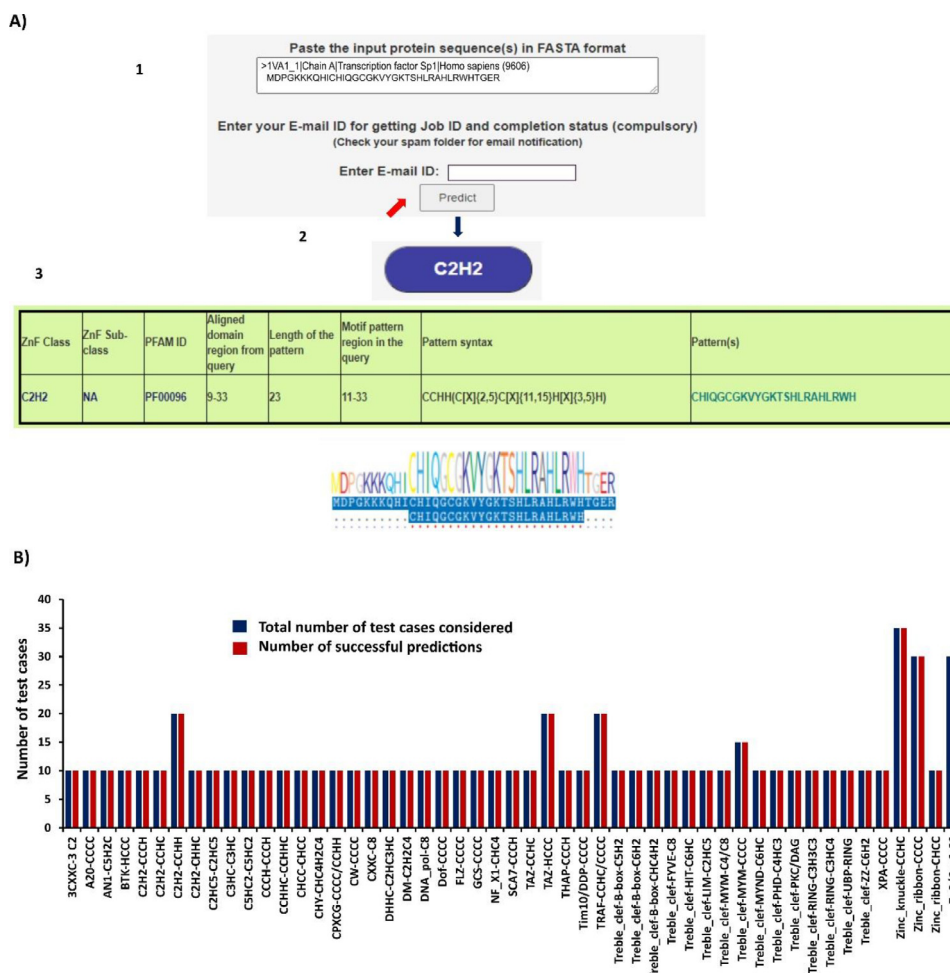 A)
1
Paste the input protein sequence(s) in FASTA format
>1VA1_1|Chain A|Transcription factor Sp1|Homo sapiens (9606)
MDPGKKKQHICHIQGCGKVYGKTSHLRAHLRWHTGER
Enter your E-mail ID for getting Job ID and completion status (compulsory)
(Check your spam folder for email notification)
Enter E-mail ID:
Predict
2
C2H2
3
ZnF Class
ZnF Sub-class
PFAM ID
Aligned domain region from query
Length of the pattern
Motif pattern region in the query
Pattern syntax
Pattern(s)
C2H2
NA
PF00096
9-33
23
11-33
CCHH(C[X]{2,5}C[X]{11,15}H[X]{3,5}H)
CHIQGCGKVYGKTSHLRAHLRWH
MDPGKKKQHICHIQGCGKVYGKTSHLRAHLRWHTGER
MDPGKKKQHICHIQGCGKVYGKTSHLRAHLRWHTGER
CHIQGCGKVYGKTSHLRAHLRWH
B)
Number of test cases
40
35
30
25
20
15
10
5
0
Total number of test cases considered
Number of successful predictions
3CXXC-3 C2
A20-CCCC
AN1-C5H2C
BTK-HCCC
C2H2-CCCH
C2H2-CCHC
C2H2-CCHH
C2H2-CHHC
C2HC5-C2HC5
C3HC-C3HC
C5HC2-C5HC2
CCCH-CCCH
CCHHC-CCHHC
CHCC-CHCC
CHY-CHC4H2C4
CPXCG-CCCC/CCHH
CW-CCCC
CXXC-C8
DHHC-C2HC3HC
DM-C2H2C4
DNA_pol-C8
Dof-CCCC
FLZ-CCCC
GCS-CCCC
NF_X1-CHC4
SCA7-CCCH
TAZ-CCHC
TAZ-HCCC
THAP-CCCH
Tim10/DDP-CCCC
TRAF-CCHC/CCCC
Treble_clef-B-box-C5H2
Treble_clef-B-box-C6H2
Treble_clef-B-box-CHC4H2
Treble_clef-FYVE-C8
Treble_clef-HIT-C6HC
Treble_clef-LIM-C2HC5
Treble_clef-MYM-C4/C8
Treble_clef-MYM-CCCC
Treble_clef-MYND-C6HC
Treble_clef-PHD-C4HC3
Treble_clef-PKC/DAG
Treble_clef-RING-C3H3C3
Treble_clef-RING-C3HC4
Treble_clef-UBP-RING
Treble_clef-ZZ-C6H2
XPA-CCCC
Zinc_knuckle-CCHC
Zinc_ribbon-CCCC
Zinc_ribbon-CHCC